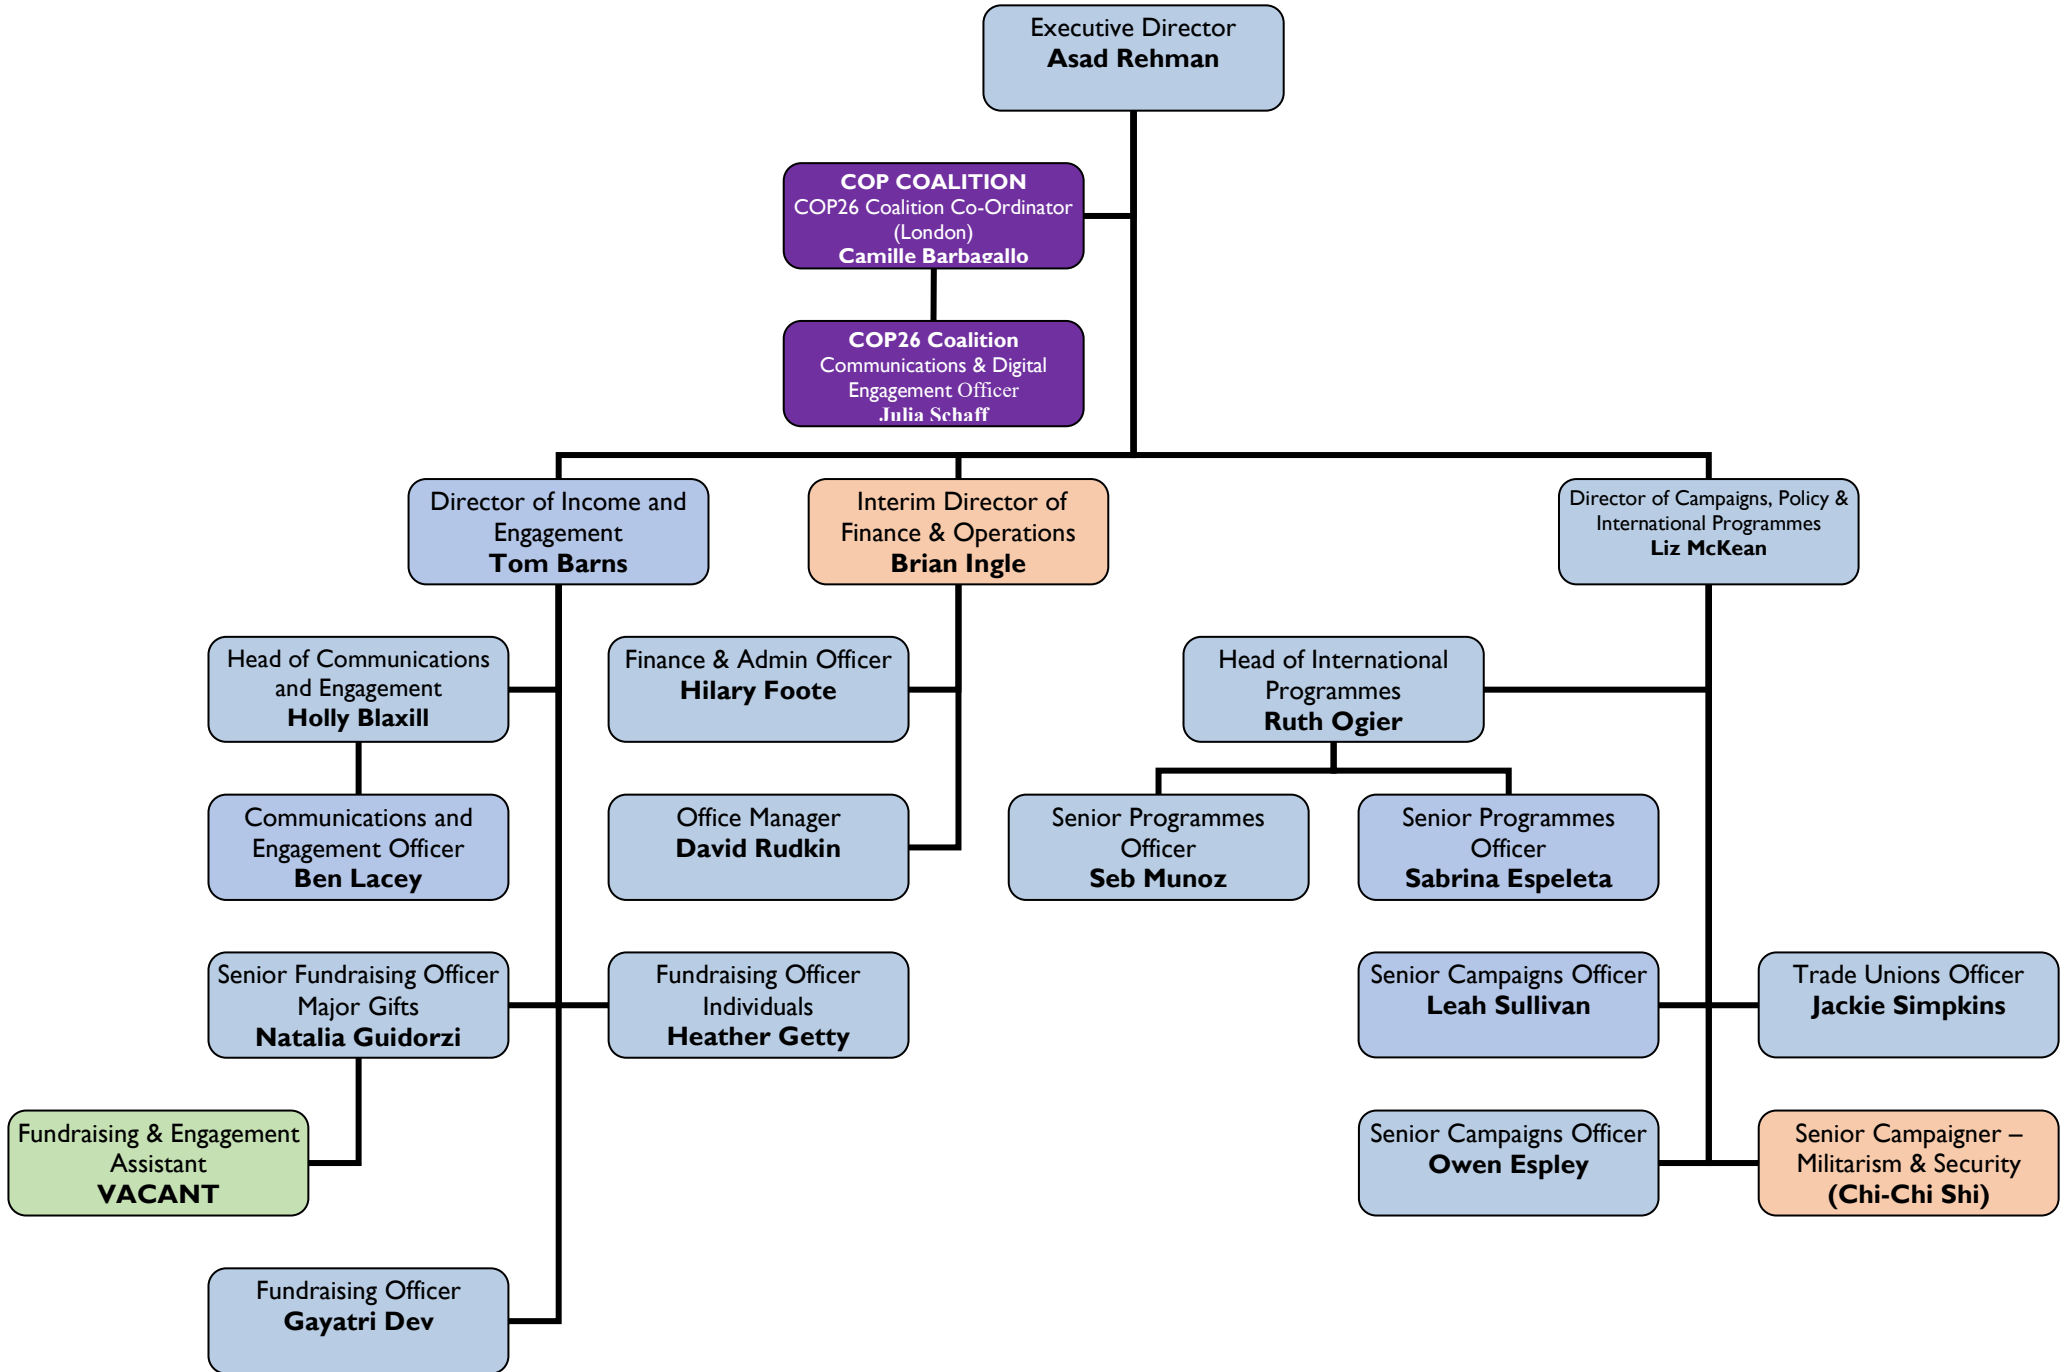 Executive Director
Asad Rehman
COP COALITION
COP26 Coalition Co-Ordinator
(London)
Camille Barbagallo
COP26 Coalition
Communications & Digital
Engagement Officer
Julia Schaff
Director of Income and
Engagement
Tom Barns
Interim Director of
Finance & Operations
Brian Ingle
Director of Campaigns, Policy &
International Programmes
Liz McKean
Head of Communications
and Engagement
Holly Blaxill
Finance & Admin Officer
Hilary Foote
Head of International
Programmes
Ruth Ogier
Communications and
Engagement Officer
Ben Lacey
Office Manager
David Rudkin
Senior Programmes
Officer
Seb Munoz
Senior Programmes
Officer
Sabrina Espeleta
Senior Fundraising Officer
Major Gifts
Natalia Guidorzi
Fundraising Officer
Individuals
Heather Getty
Senior Campaigns Officer
Leah Sullivan
Trade Unions Officer
Jackie Simpkins
Fundraising & Engagement
Assistant
VACANT
Senior Campaigns Officer
Owen Espley
Senior Campaigner –
Militarism & Security
(Chi-Chi Shi)
Fundraising Officer
Gayatri Dev